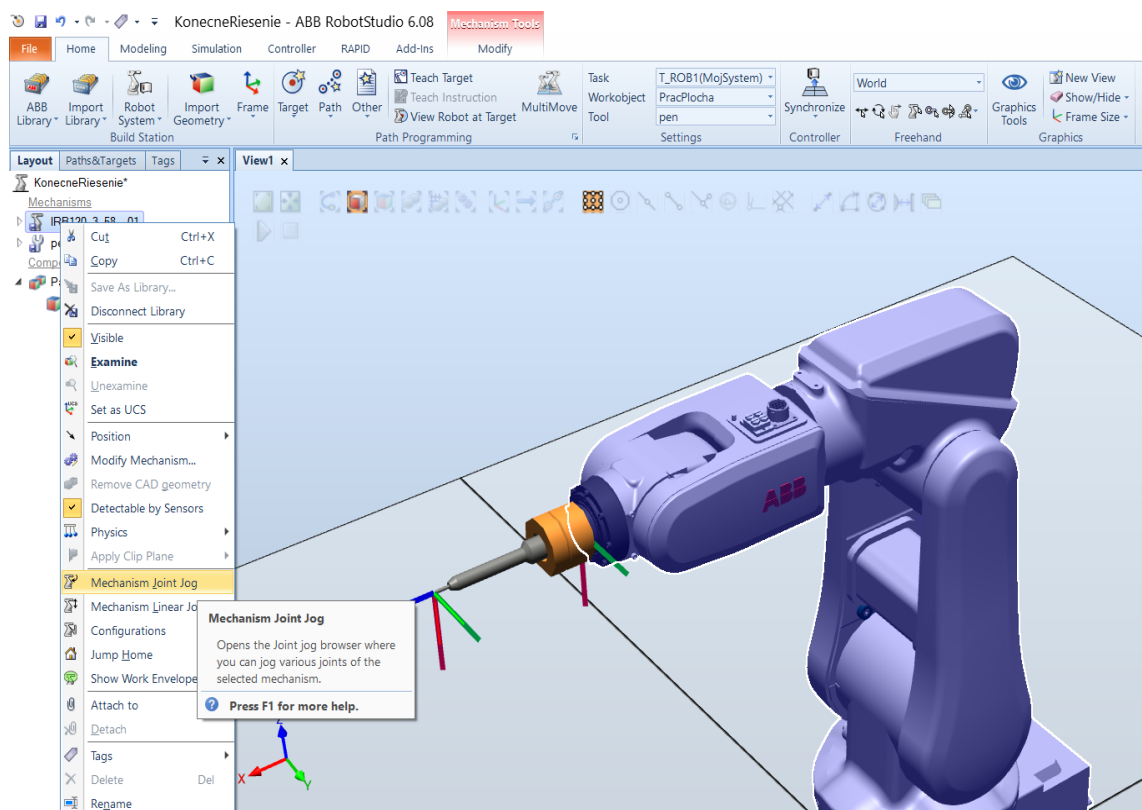 KonecneRiesenie - ABB RobotStudio 6.08
Mechanism Tools
File Home Modeling Simulation Controller RAPID Add-Ins Modify
ABB Library
Import Library
Robot System
Import Geometry
Build Station
Frame
Target
Path
Other
Teach Target
Teach Instruction
View Robot at Target
MultiMove
Path Programming
Task T_ROB1(MojSystem)
Workobject PracPlocha
Tool pen
Settings
Synchronize
Controller
World
Freehand
Graphics Tools
New View
Show/Hide
Frame Size
Graphics
Layout Paths&Targets Tags
View1
KonecneRiesenie*
Mechanisms
IRB120_3_58__01
Cut Ctrl+X
Copy Ctrl+C
Save As Library...
Disconnect Library
Visible
Examine
Unexamine
Set as UCS
Position
Modify Mechanism...
Remove CAD geometry
Detectable by Sensors
Physics
Apply Clip Plane
Mechanism Joint Jog
Mechanism Linear Jo
Configurations
Jump Home
Show Work Envelope
Attach to
Detach
Tags
Delete Del
Rename
Mechanism Joint Jog
Opens the Joint jog browser where
you can jog various joints of the
selected mechanism.
Press F1 for more help.
ABB
Z
X
Y